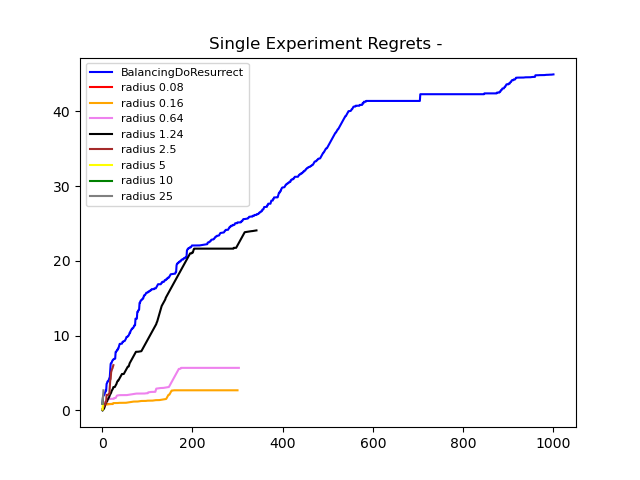 Single Experiment Regrets -
BalancingDoResurrect
radius 0.08
radius 0.16
radius 0.64
radius 1.24
radius 2.5
radius 5
radius 10
radius 25
40
30
20
10
0
0 200 400 600 800 1000